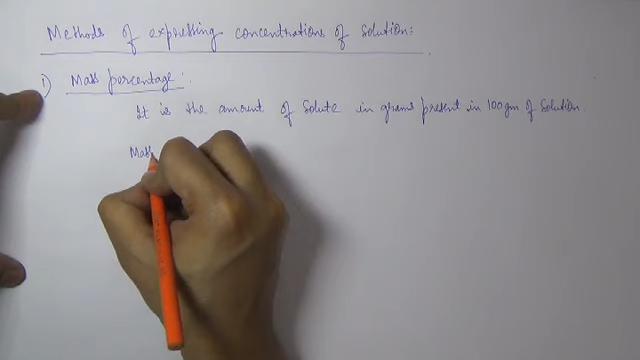 Methods of expressing concentrations of solution:
1) Mass percentage:
It is the amount of solute in grams present in 100gm of solution.
Mass